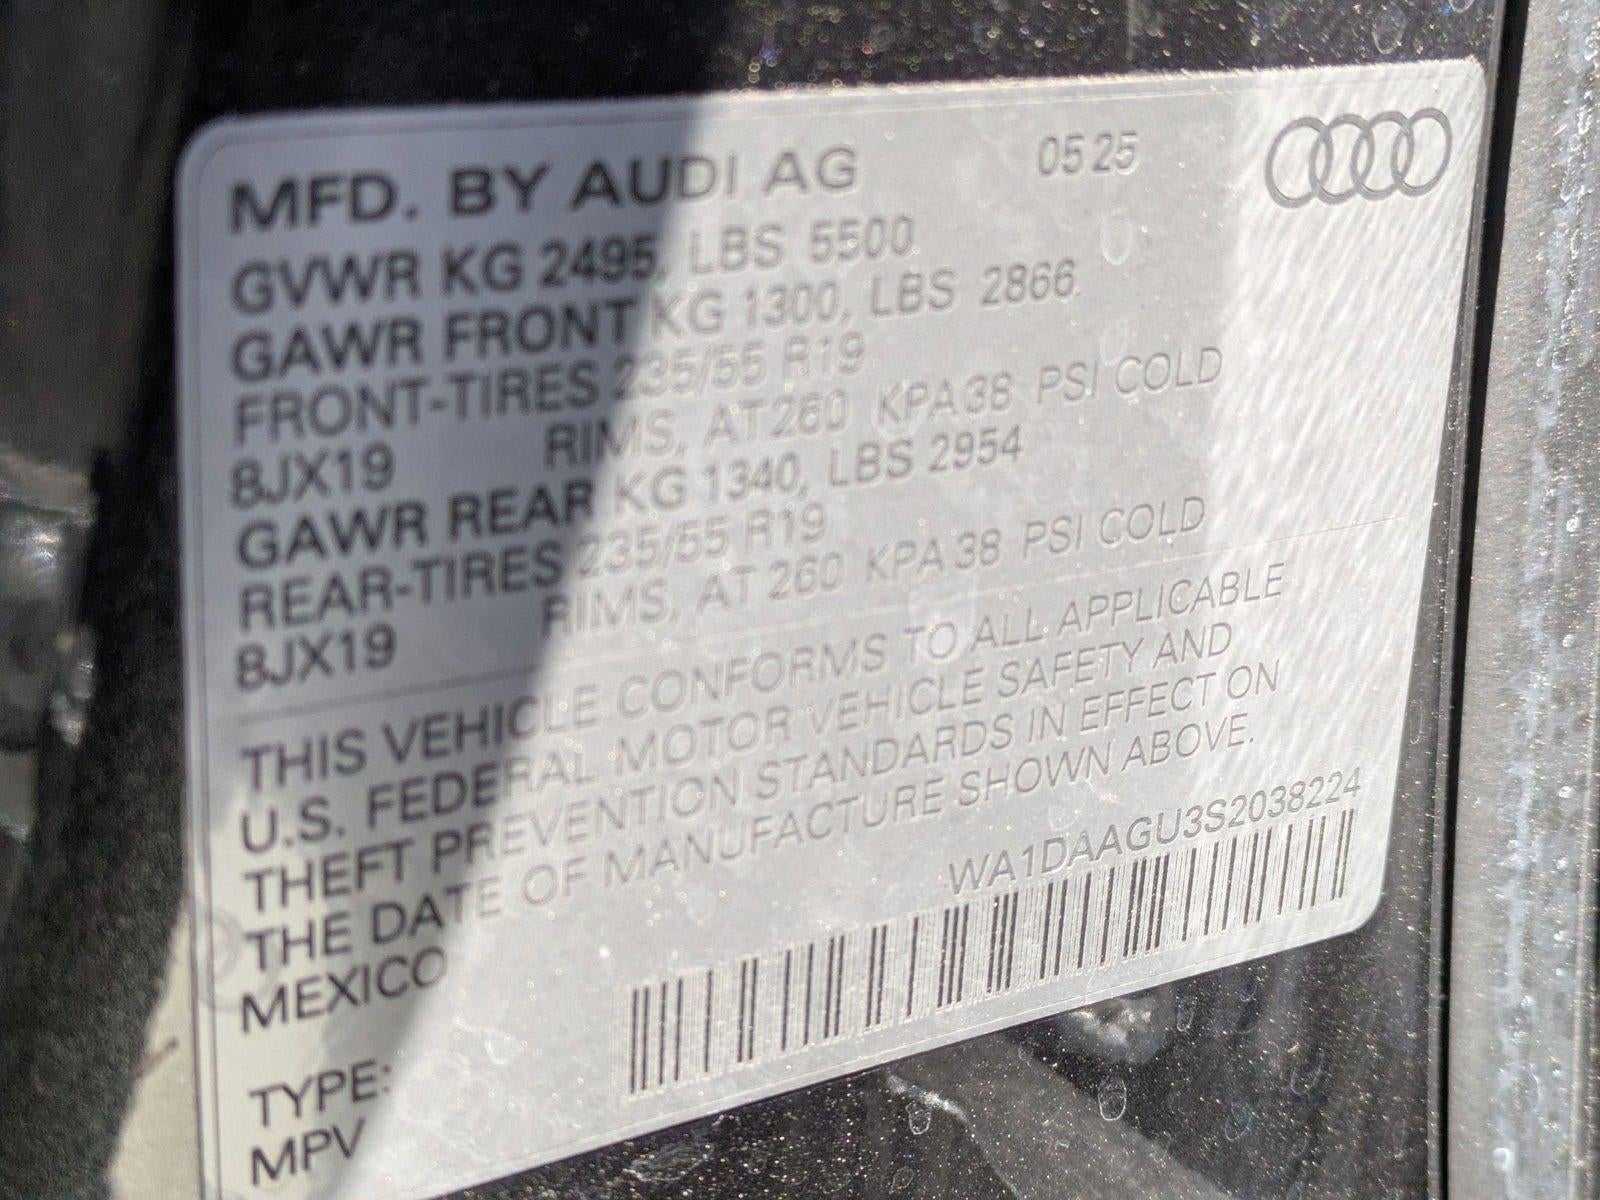 MFD. BY AUDI AG 05 25
GVWR KG 2495, LBS 5500
GAWR FRONT KG 1300, LBS 2866
FRONT-TIRES 235/55 R19
8JX19 RIMS, AT 260 KPA 38 PSI COLD
GAWR REAR KG 1340, LBS 2954
REAR-TIRES 235/55 R19
8JX19 RIMS, AT 260 KPA 38 PSI COLD
THIS VEHICLE CONFORMS TO ALL APPLICABLE
U.S. FEDERAL MOTOR VEHICLE SAFETY AND
THEFT PREVENTION STANDARDS IN EFFECT ON
THE DATE OF MANUFACTURE SHOWN ABOVE.
MEXICO WA1DAAGU3S2038224
TYPE:
MPV